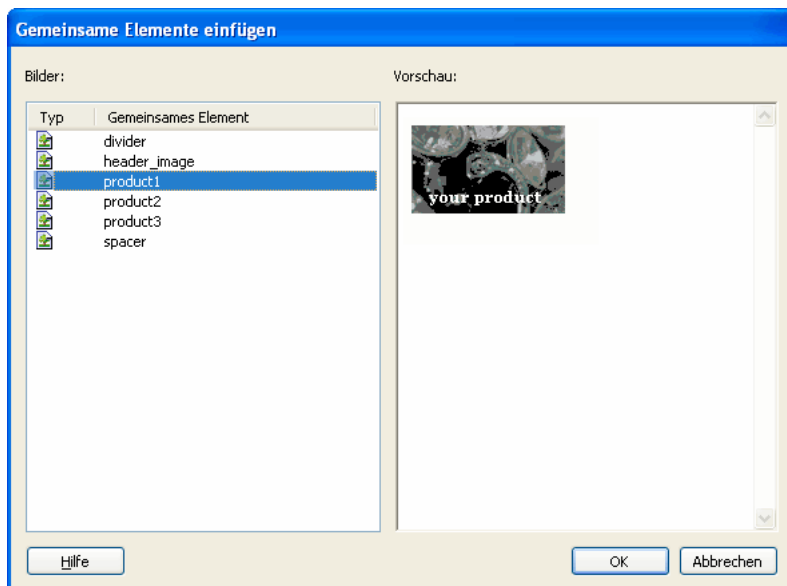 Gemeinsame Elemente einfügen
Bilder:
Vorschau:
Typ Gemeinsames Element
divider
header_image
product1
product2
product3
spacer
your product
Hilfe
OK
Abbrechen